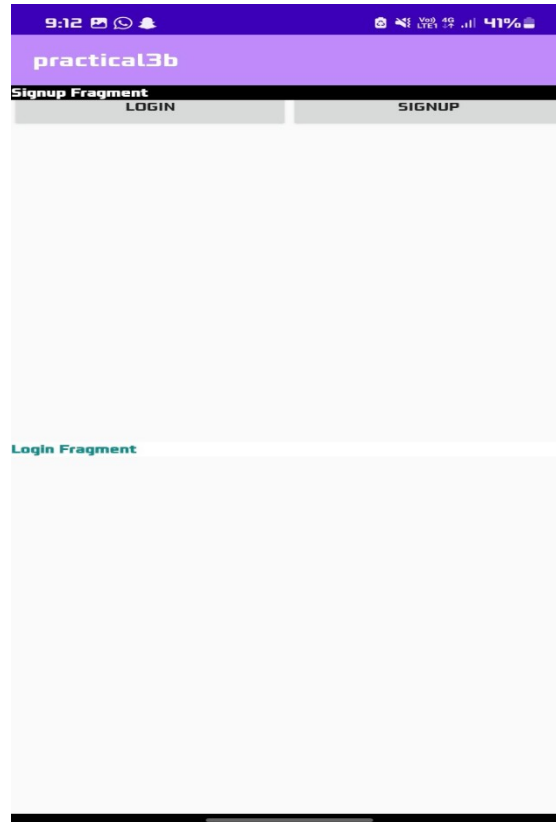 9:12 41%
practical3b
Signup Fragment
LOGIN SIGNUP
Login Fragment